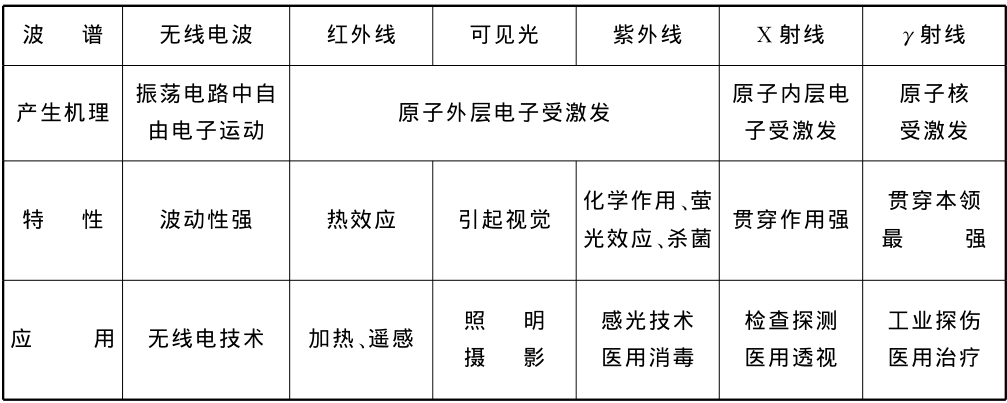 波 谱 无线电波 红外线 可见光 紫外线 X射线 γ射线
产生机理
振荡电路中自
由电子运动
原子外层电子受激发
原子内层电
子受激发
原子核
受激发
特 性
波动性强
热效应
引起视觉
化学作用、萤
光效应、杀菌
贯穿作用强
贯穿本领
最 强
应 用
无线电技术
加热、遥感
照 明
摄 影
感光技术
医用消毒
检查探测
医用透视
工业探伤
医用治疗